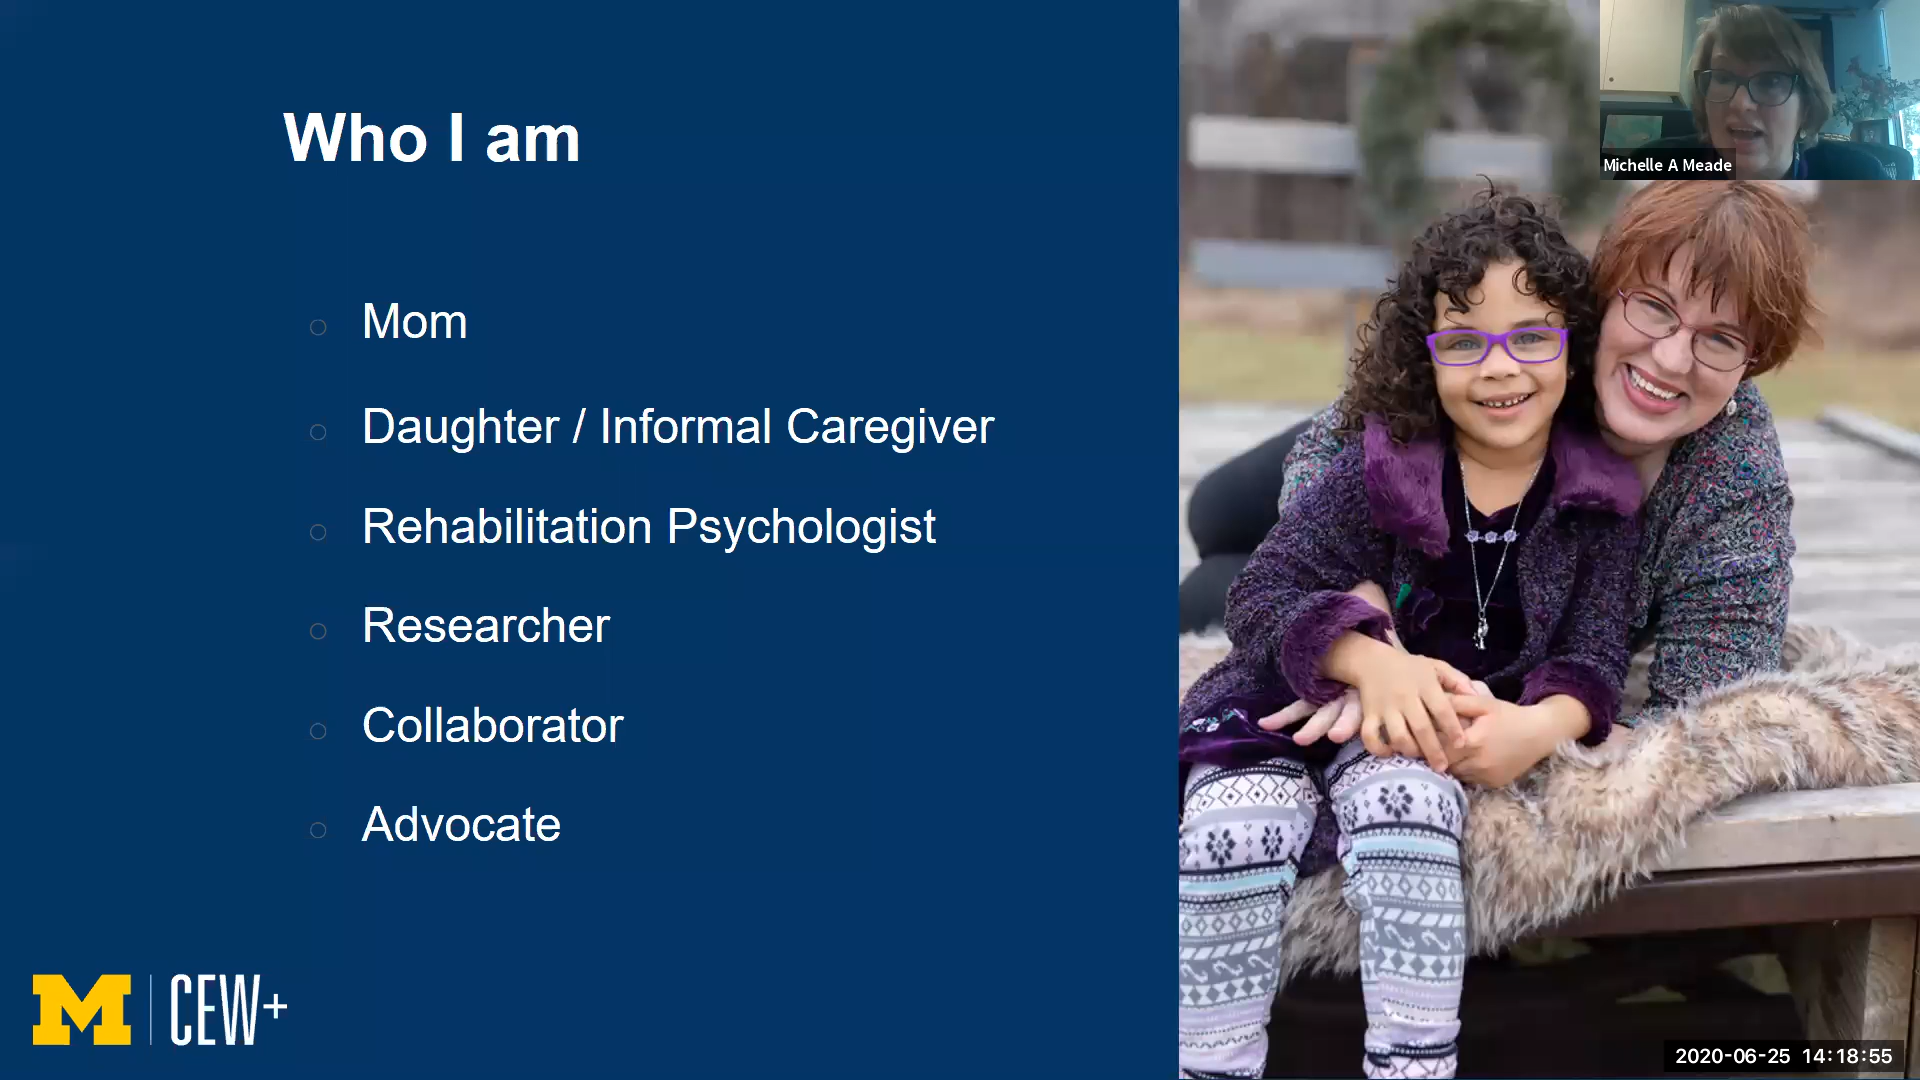 Who I am
Mom
Daughter / Informal Caregiver
Rehabilitation Psychologist
Researcher
Collaborator
Advocate
M | CEW+
Michelle A Meade
2020-06-25 14:18:55